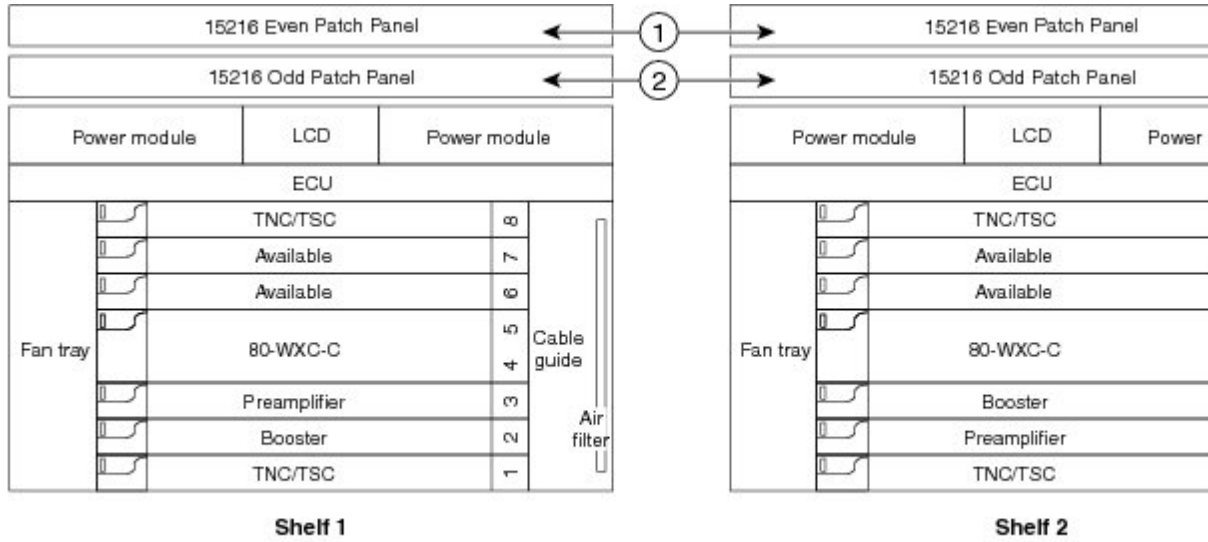 15216 Even Patch Panel
1
15216 Even Patch Panel
15216 Odd Patch Panel
2
15216 Odd Patch Panel
Power module
LCD
Power module
ECU
TNC/TSC
8
Available
7
Available
6
80-WXC-C
5
4
Preamplifier
3
Booster
2
TNC/TSC
1
Fan tray
Cable
guide
Air
filter
Shelf 1
Power module
LCD
Power
ECU
TNC/TSC
Available
Available
80-WXC-C
Booster
Preamplifier
TNC/TSC
Fan tray
Shelf 2